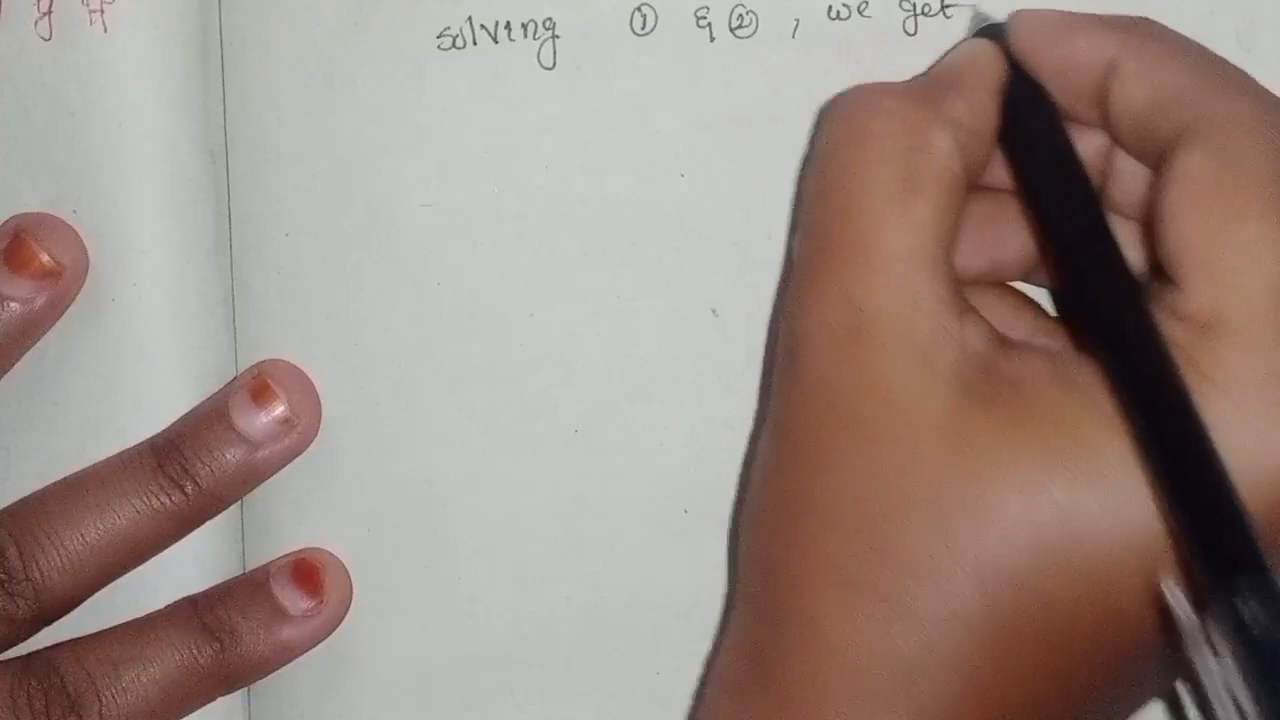 solving ① & ②, we get